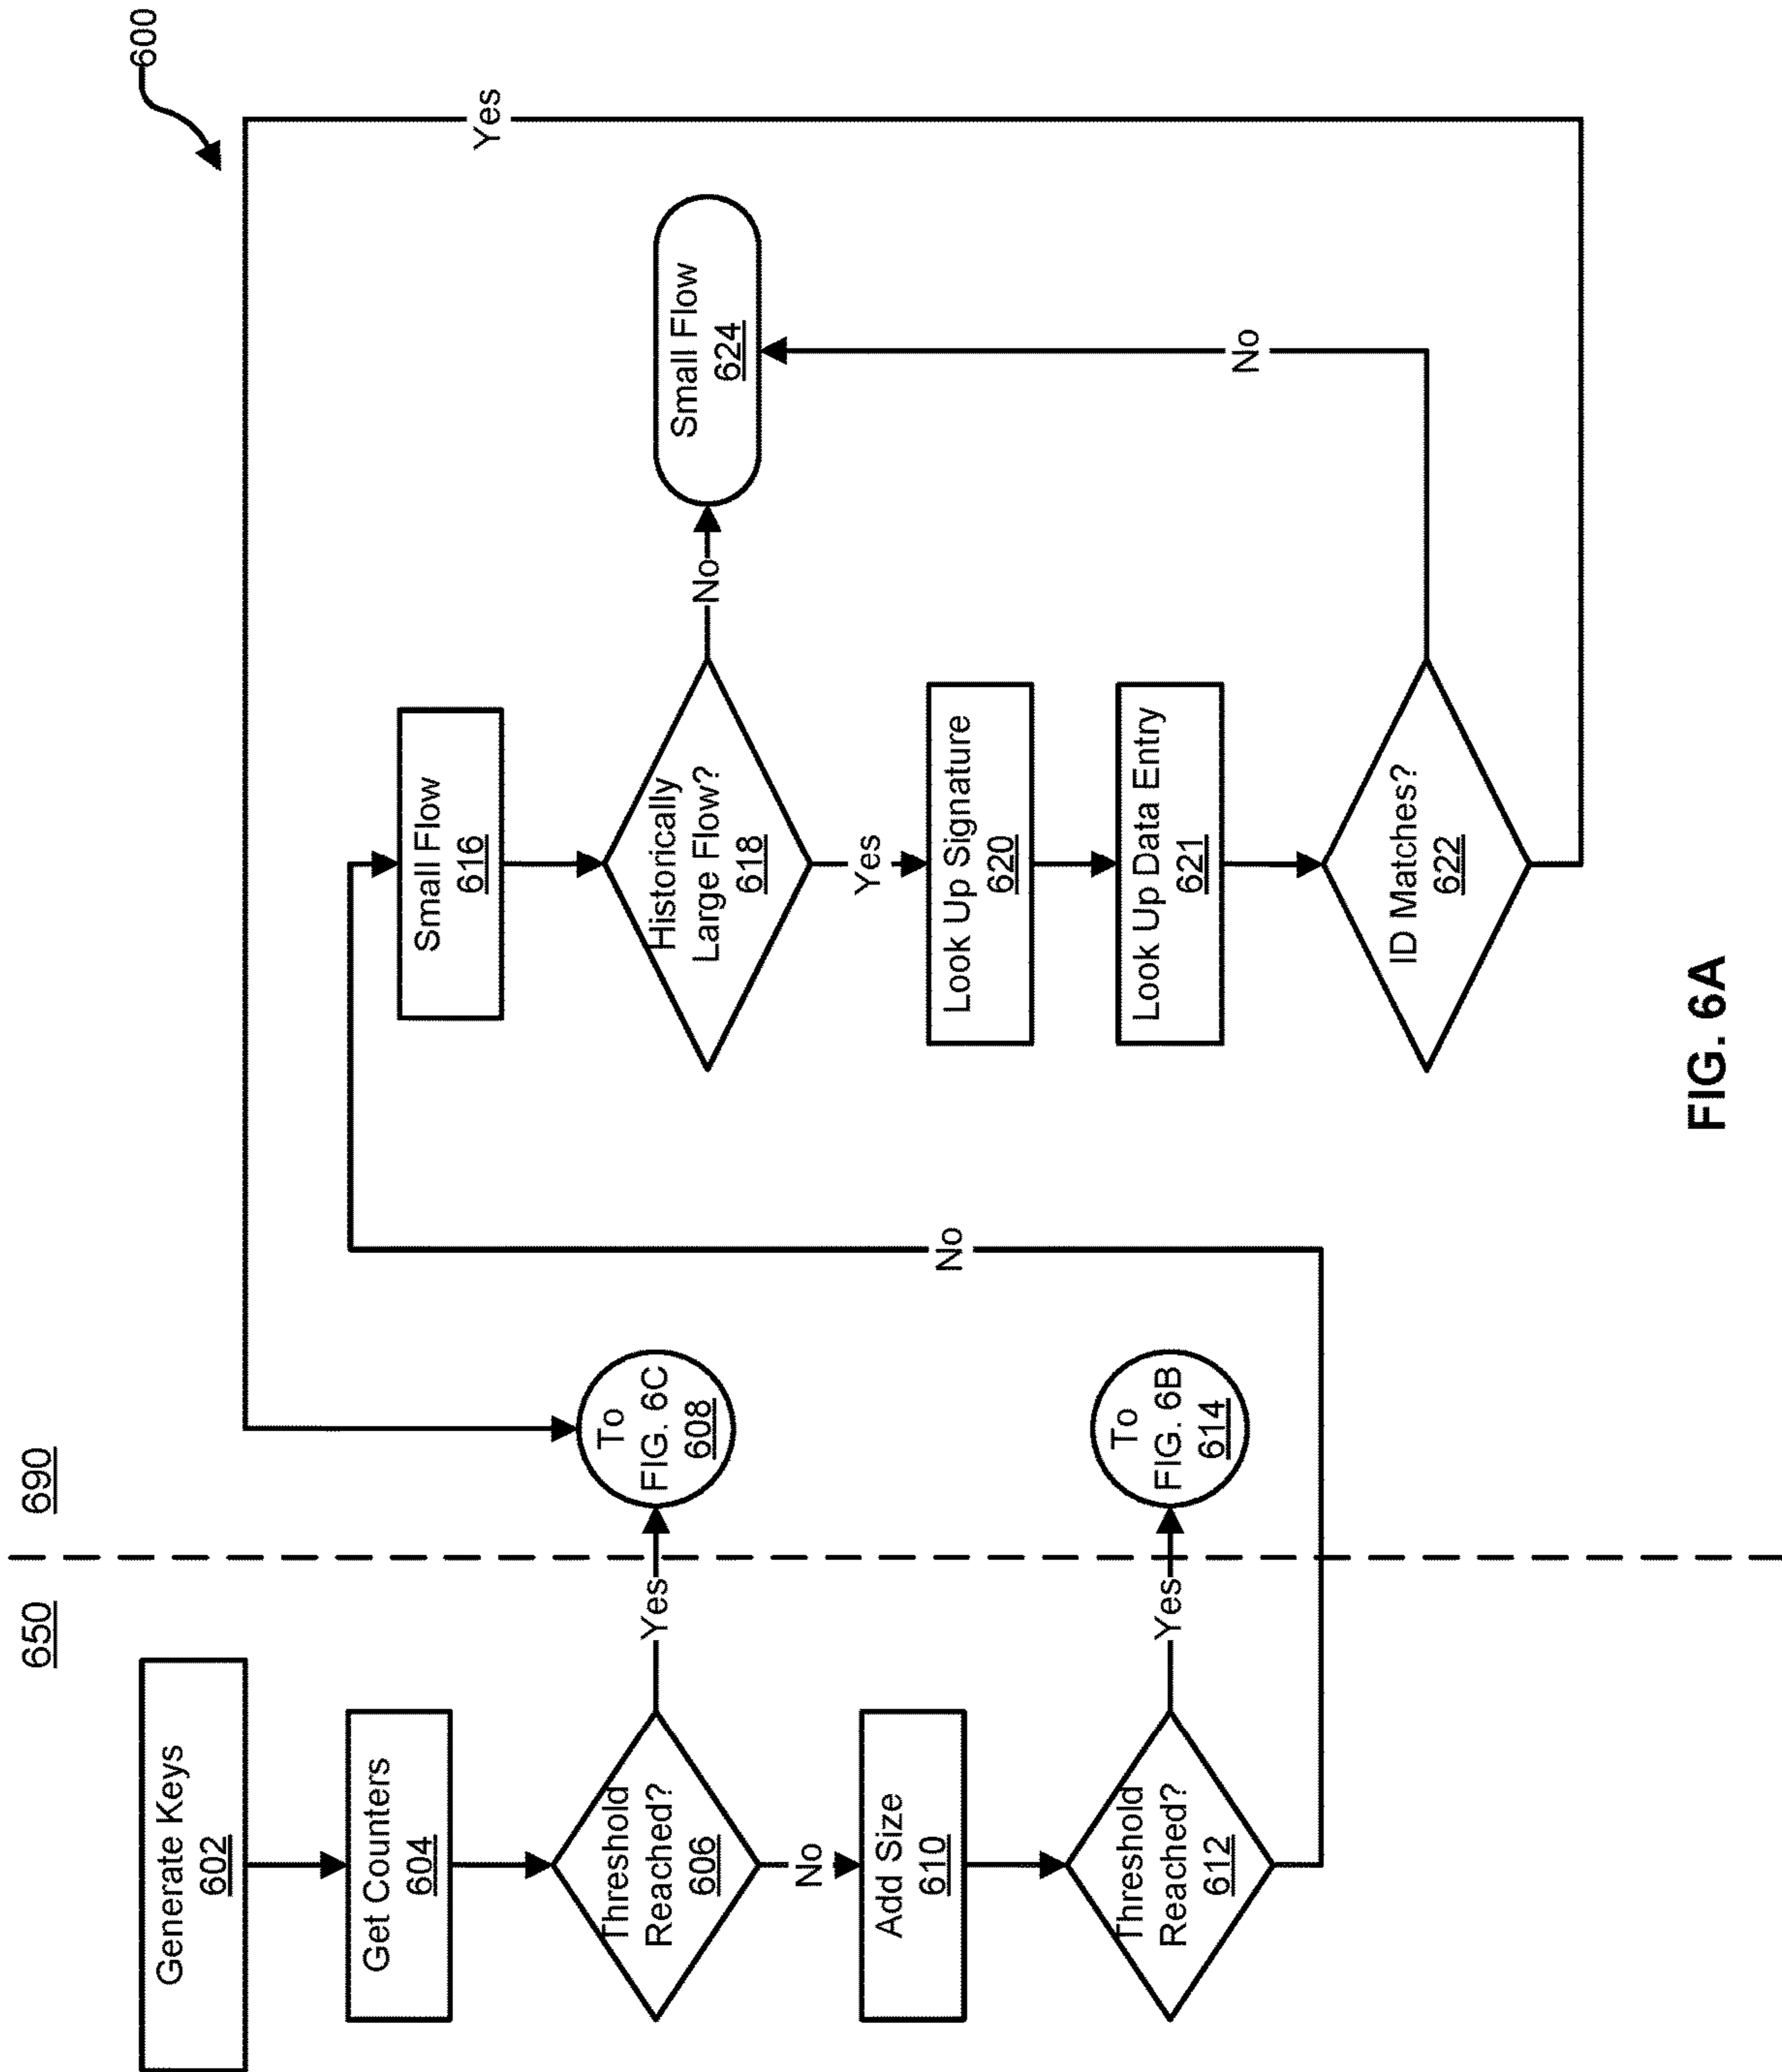 650
690
600
Generate Keys
602
Get Counters
604
Threshold
Reached?
606
Yes
To
FIG. 6C
608
No
Add Size
610
Threshold
Reached?
612
Yes
To
FIG. 6B
614
No
Small Flow
616
Historically
Large Flow?
618
No
Small Flow
624
Yes
Look Up Signature
620
Look Up Data Entry
621
ID Matches?
622
No
Yes
FIG. 6A